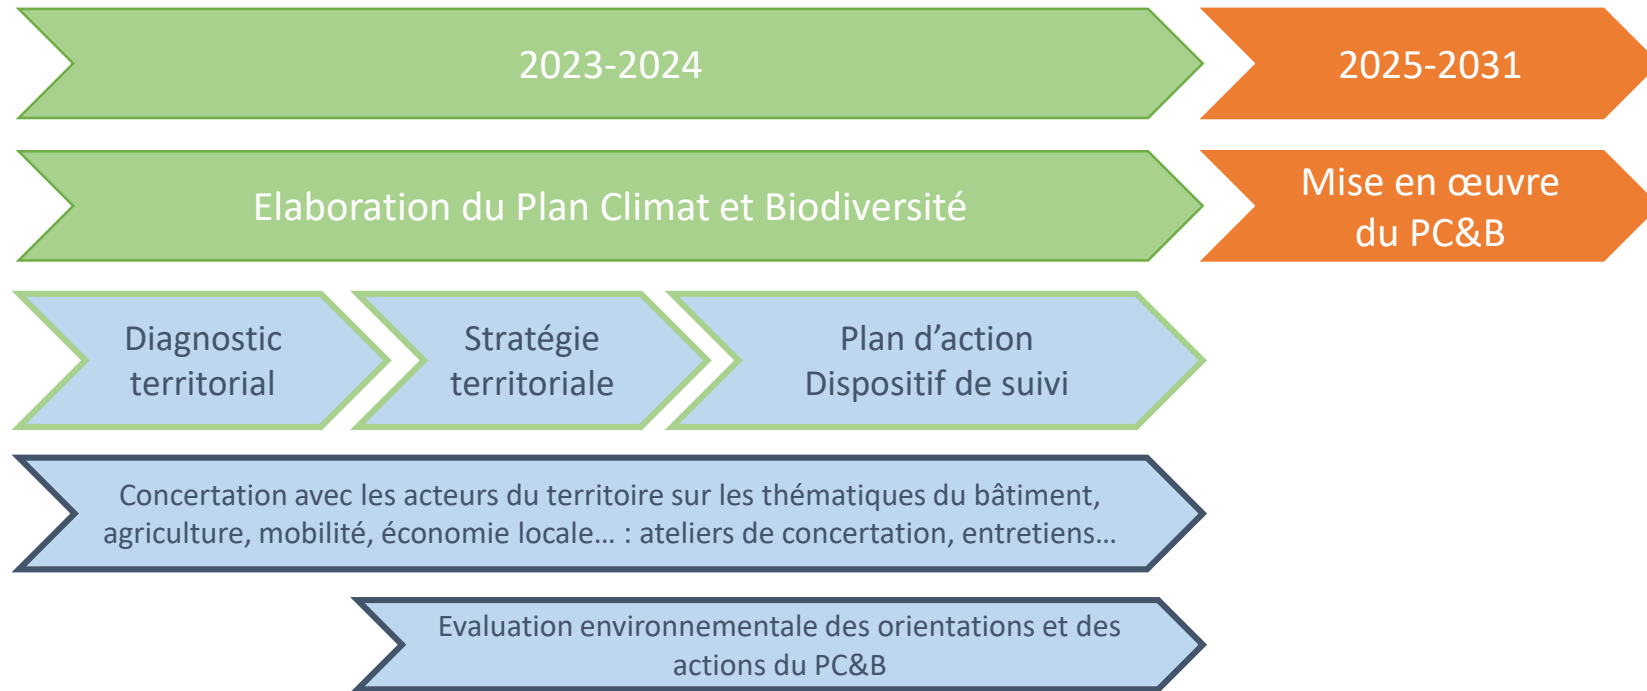 2023-2024
2025-2031
Elaboration du Plan Climat et Biodiversité
Mise en œuvre
du PC&B
Diagnostic
territorial
Stratégie
territoriale
Plan d’action
Dispositif de suivi
Concertation avec les acteurs du territoire sur les thématiques du bâtiment,
agriculture, mobilité, économie locale… : ateliers de concertation, entretiens…
Evaluation environnementale des orientations et des
actions du PC&B